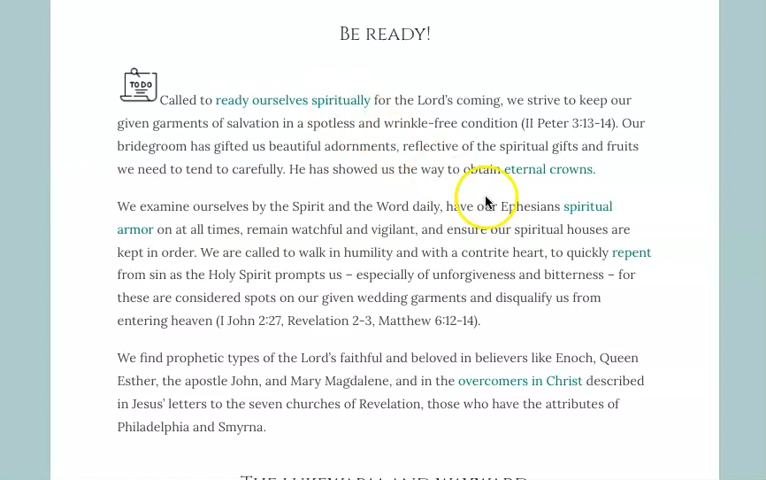 BE READY!
TO DO
Called to ready ourselves spiritually for the Lord's coming, we strive to keep our
given garments of salvation in a spotless and wrinkle-free condition (II Peter 3:13-14). Our
bridegroom has gifted us beautiful adornments, reflective of the spiritual gifts and fruits
we need to tend to carefully. He has showed us the way to obtain eternal crowns.
We examine ourselves by the Spirit and the Word daily, have our Ephesians spiritual
armor on at all times, remain watchful and vigilant, and ensure our spiritual houses are
kept in order. We are called to walk in humility and with a contrite heart, to quickly repent
from sin as the Holy Spirit prompts us – especially of unforgiveness and bitterness – for
these are considered spots on our given wedding garments and disqualify us from
entering heaven (I John 2:27, Revelation 2-3, Matthew 6:12-14).
We find prophetic types of the Lord's faithful and beloved in believers like Enoch, Queen
Esther, the apostle John, and Mary Magdalene, and in the overcomers in Christ described
in Jesus' letters to the seven churches of Revelation, those who have the attributes of
Philadelphia and Smyrna.
THE LUKEWARM AND WAYWARD